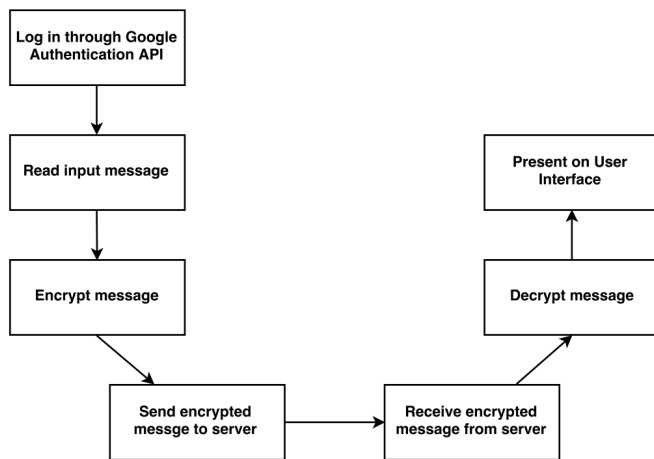 Log in through Google
Authentication API
Read input message
Encrypt message
Send encrypted
messge to server
Receive encrypted
message from server
Decrypt message
Present on User
Interface